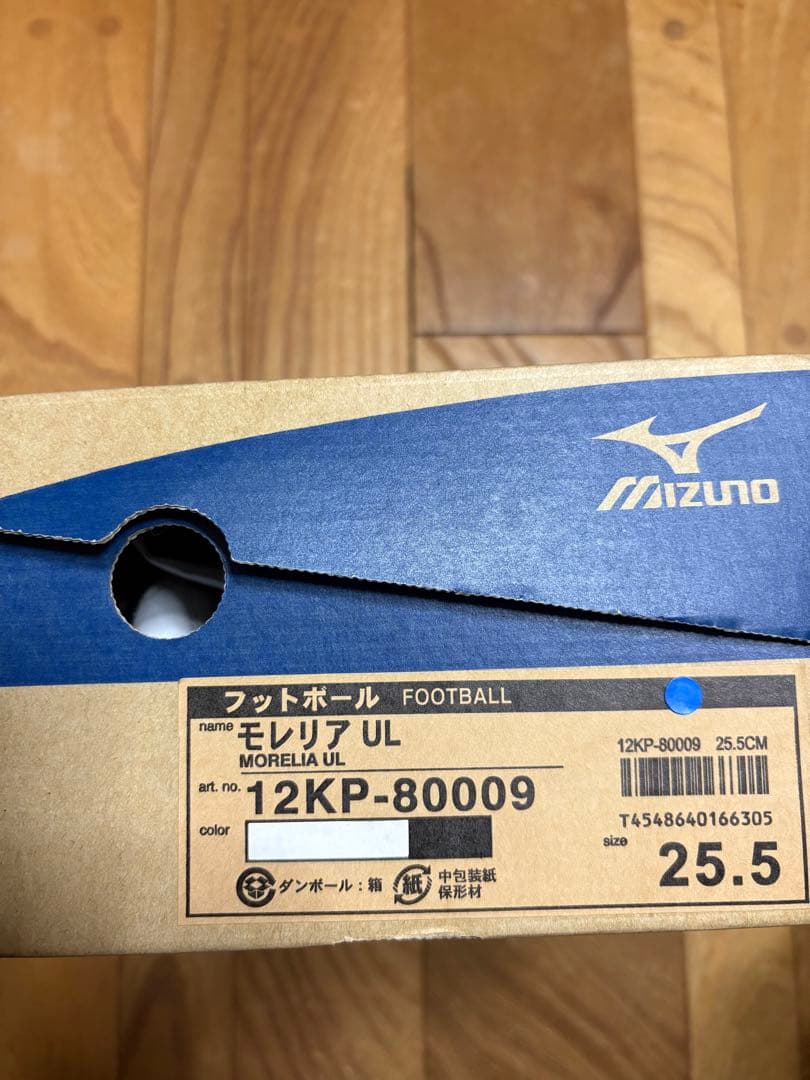 MIZUNO
フットボール FOOTBALL
name モレリア UL
MORELIA UL
art. no. 12KP-80009
color
12KP-80009 25.5CM
T4548640166305
size 25.5
ダンボール：箱
紙 中包装紙
保形材